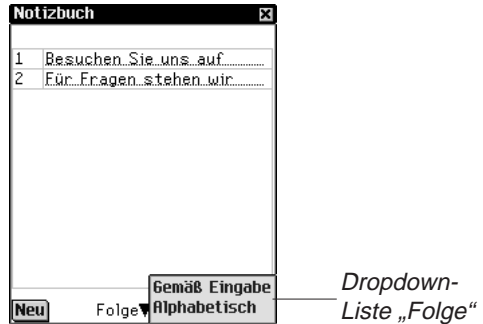 Notizbuch
1 Besuchen Sie uns auf
2 Für Fragen stehen wir
Gemäß Eingabe
Alphabetisch
Neu Folge
Dropdown-
Liste „Folge“